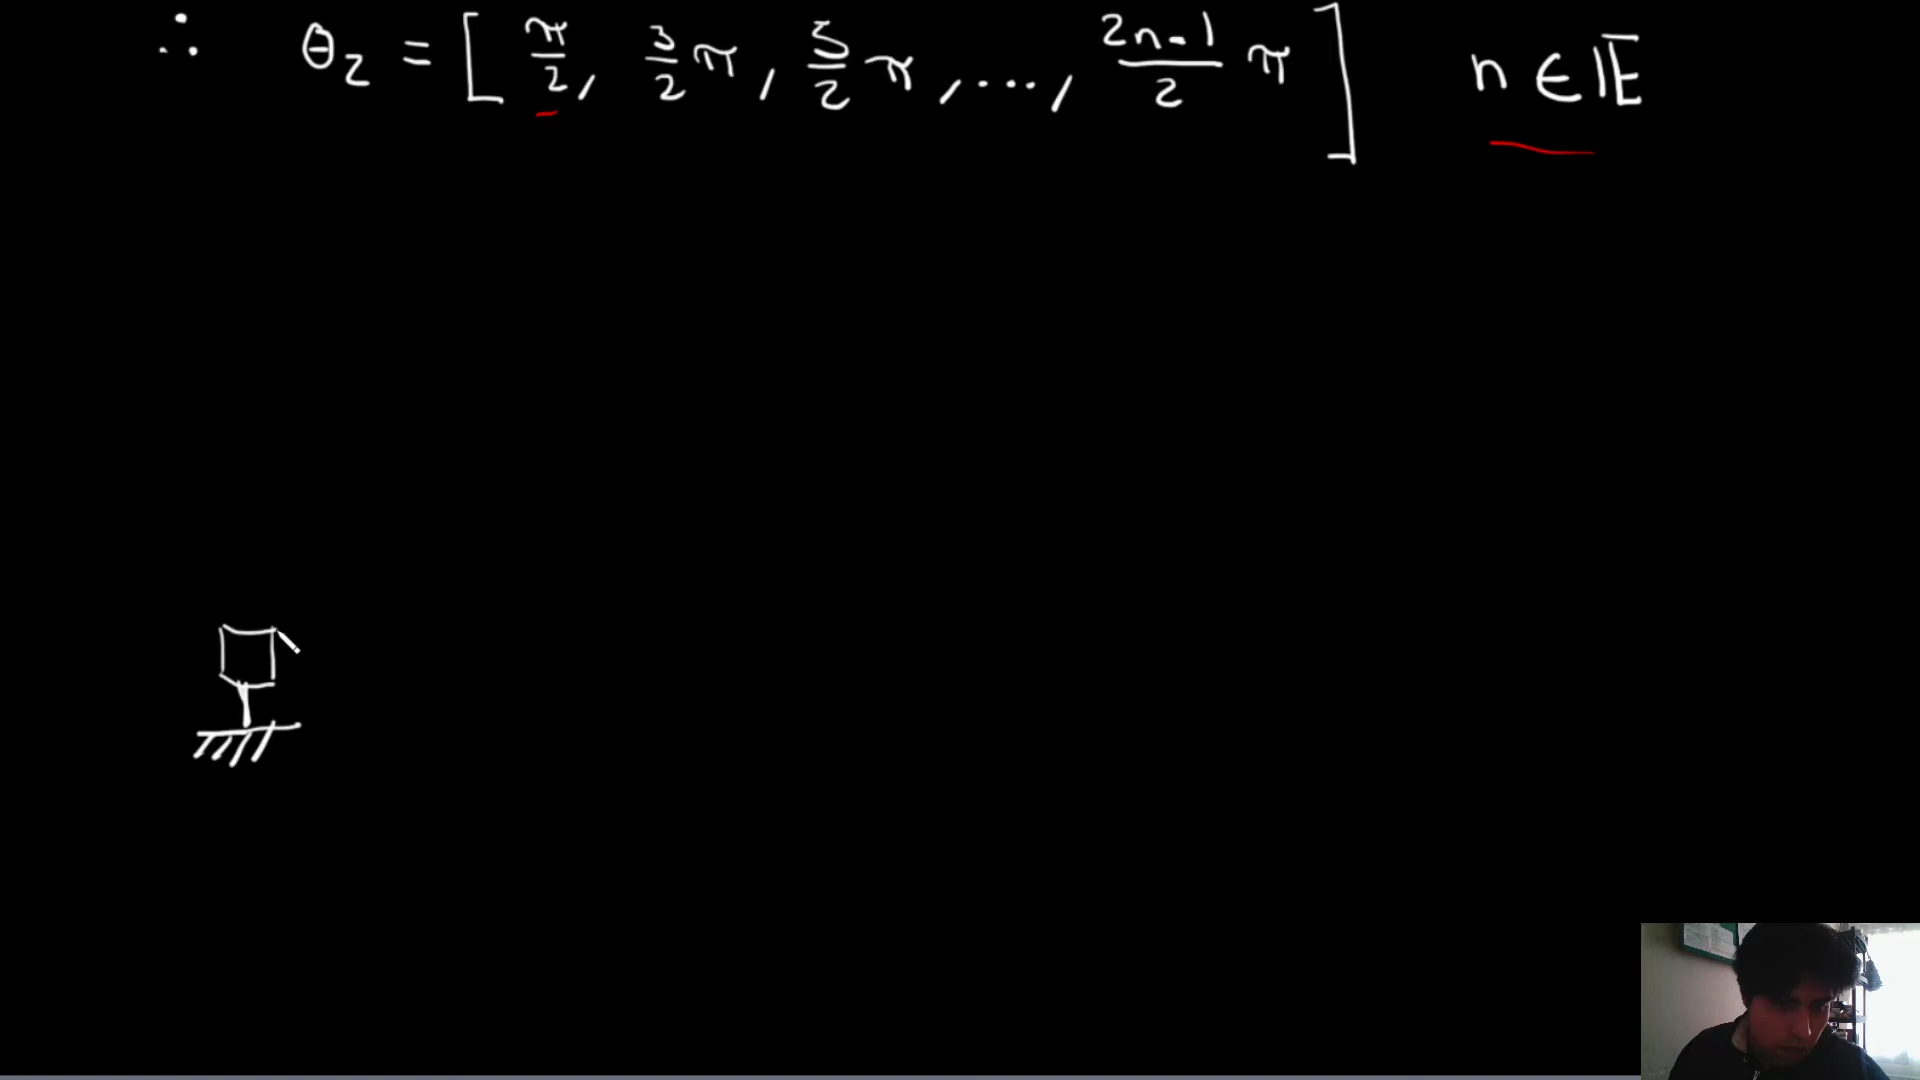 ∴ θ₂ = [ π/2, 3/2 π, 5/2 π, ..., (2n-1)/2 π ] n ∈ 𝔼